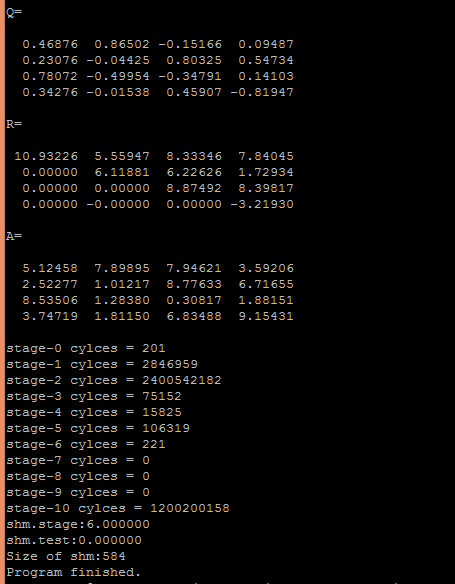 Q=
0.46876 0.86502 -0.15166 0.09487
0.23076 -0.04425 0.80325 0.54734
0.78072 -0.49954 -0.34791 0.14103
0.34276 -0.01538 0.45907 -0.81947
R=
10.93226 5.55947 8.33346 7.84045
0.00000 6.11881 6.22626 1.72934
0.00000 0.00000 8.87492 8.39817
0.00000 -0.00000 0.00000 -3.21930
A=
5.12458 7.89895 7.94621 3.59206
2.52277 1.01217 8.77633 6.71655
8.53506 1.28380 0.30817 1.88151
3.74719 1.81150 6.83488 9.15431
stage-0 cylces = 201
stage-1 cylces = 2846959
stage-2 cylces = 2400542182
stage-3 cylces = 75152
stage-4 cylces = 15825
stage-5 cylces = 106319
stage-6 cylces = 221
stage-7 cylces = 0
stage-8 cylces = 0
stage-9 cylces = 0
stage-10 cylces = 1200200158
shm.stage:6.000000
shm.test:0.000000
Size of shm:584
Program finished.